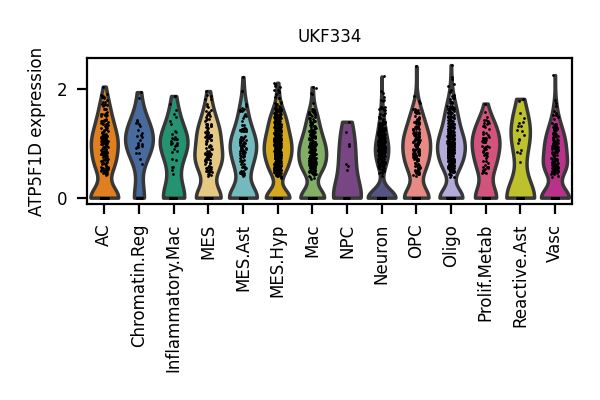 UKF334
ATP5F1D expression
2
0
AC
Chromatin.Reg
Inflammatory.Mac
MES
MES.Ast
MES.Hyp
Mac
NPC
Neuron
OPC
Oligo
Prolif.Metab
Reactive.Ast
Vasc